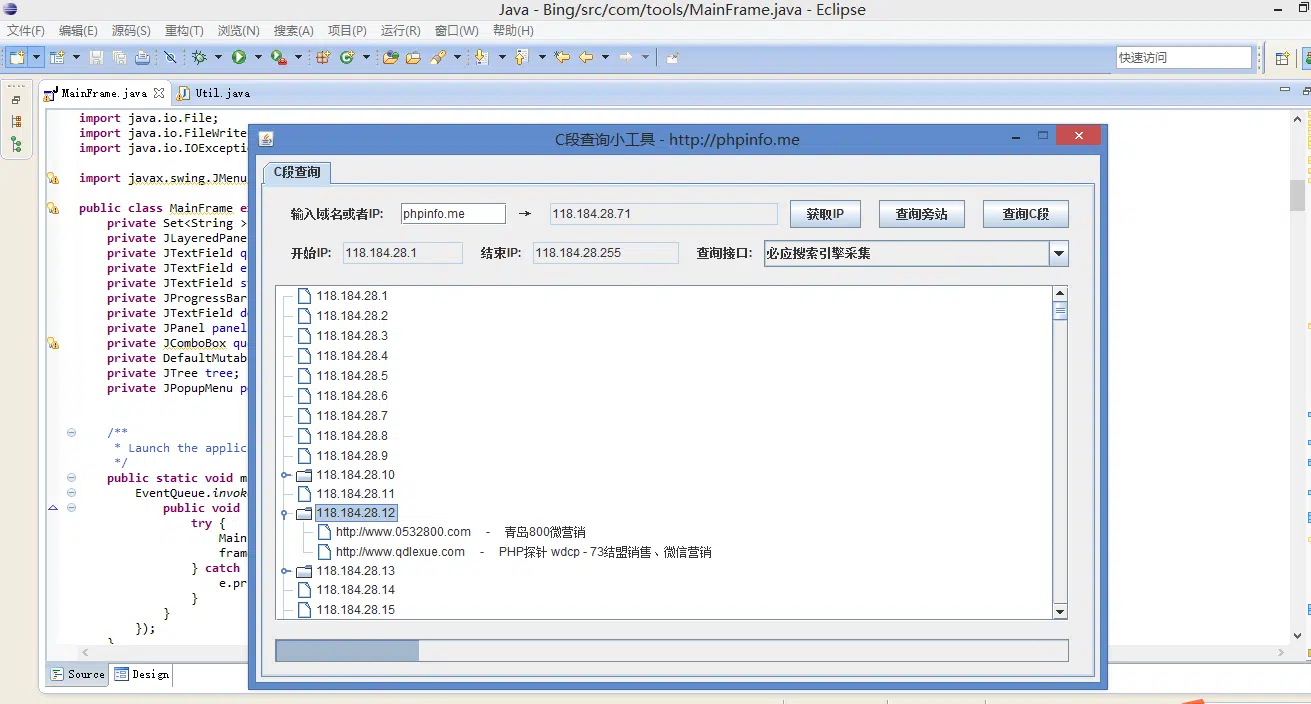 Java - Bing/src/com/tools/MainFrame.java - Eclipse
文件(F) 编辑(E) 源码(S) 重构(T) 浏览(N) 搜索(A) 项目(P) 运行(R) 窗口(W) 帮助(H)
快速访问
MainFrame.java Util.java
import java.io.File;
import java.io.FileWrite
import java.io.IOExcepti
import javax.swing.JMenu
public class MainFrame e
private Set<String >
private JLayeredPane
private JTextField q
private JTextField e
private JTextField s
private JProgressBar
private JTextField d
private JPanel panel
private JComboBox qu
private DefaultMutab
private JTree tree;
private JPopupMenu p
/**
* Launch the applic
*/
public static void m
EventQueue.invok
public void
try {
Main
fram
} catch
e.pr
}
}
});
}
Source Design
C段查询小工具 - http://phpinfo.me
C段查询
输入域名或者IP: phpinfo.me → 118.184.28.71 获取IP 查询旁站 查询C段
开始IP: 118.184.28.1 结束IP: 118.184.28.255 查询接口: 必应搜索引擎采集
118.184.28.1
118.184.28.2
118.184.28.3
118.184.28.4
118.184.28.5
118.184.28.6
118.184.28.7
118.184.28.8
118.184.28.9
118.184.28.10
118.184.28.11
118.184.28.12
http://www.0532800.com - 青岛800微营销
http://www.qdlexue.com - PHP探针 wdcp - 73结盟销售、微信营销
118.184.28.13
118.184.28.14
118.184.28.15